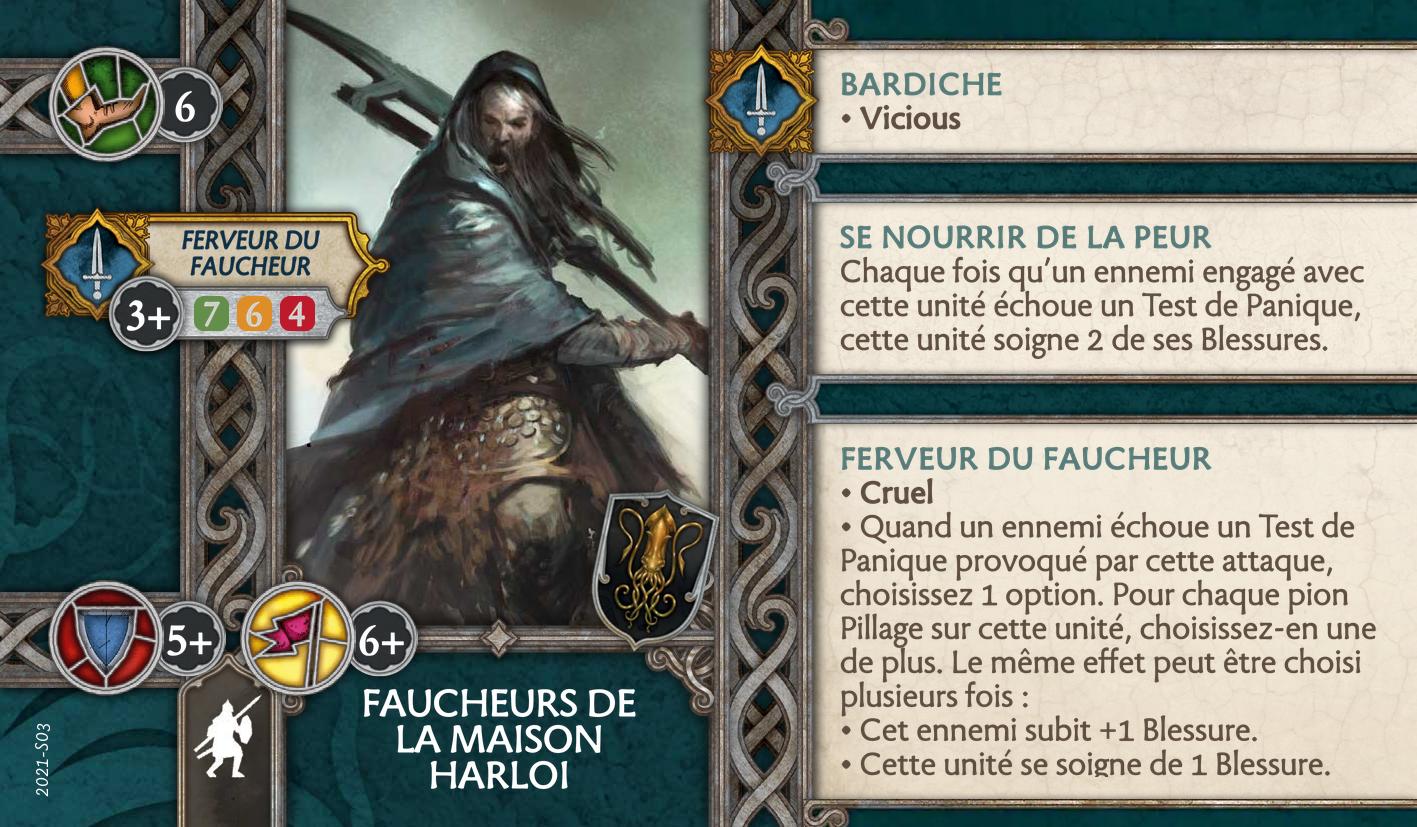 6
FERVEUR DU
FAUCHEUR
3+ 7 6 4
5+ 6+
FAUCHEURS DE
LA MAISON
HARLOI
2021-S03
BARDICHE
• Vicious
SE NOURRIR DE LA PEUR
Chaque fois qu'un ennemi engagé avec
cette unité échoue un Test de Panique,
cette unité soigne 2 de ses Blessures.
FERVEUR DU FAUCHEUR
• Cruel
• Quand un ennemi échoue un Test de
Panique provoqué par cette attaque,
choisissez 1 option. Pour chaque pion
Pillage sur cette unité, choisissez-en une
de plus. Le même effet peut être choisi
plusieurs fois :
• Cet ennemi subit +1 Blessure.
• Cette unité se soigne de 1 Blessure.